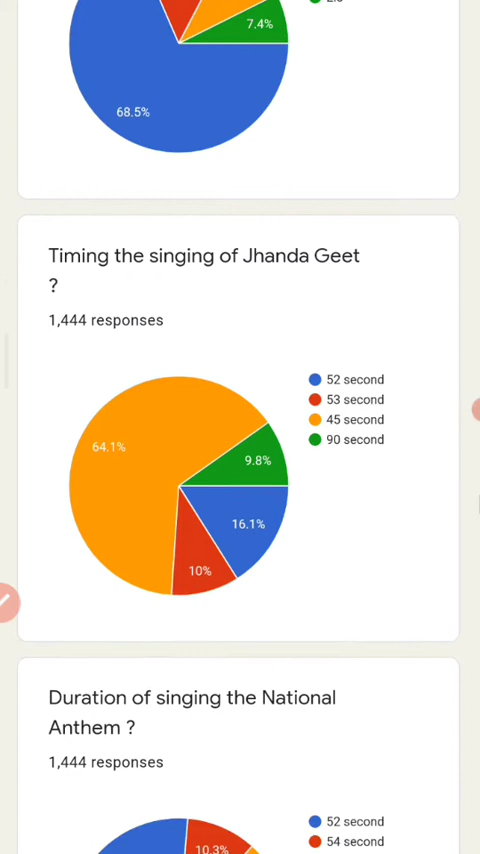 7.4%
68.5%
Timing the singing of Jhanda Geet
?
1,444 responses
52 second
53 second
45 second
90 second
64.1%
9.8%
16.1%
10%
Duration of singing the National
Anthem ?
1,444 responses
52 second
54 second
10.3%